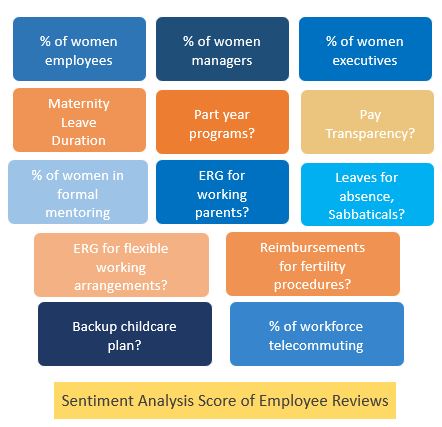 % of women
employees
% of women
managers
% of women
executives
Maternity
Leave
Duration
Part year
programs?
Pay
Transparency?
% of women in
formal
mentoring
ERG for
working
parents?
Leaves for
absence,
Sabbaticals?
ERG for flexible
working
arrangements?
Reimbursements
for fertility
procedures?
Backup childcare
plan?
% of workforce
telecommuting
Sentiment Analysis Score of Employee Reviews